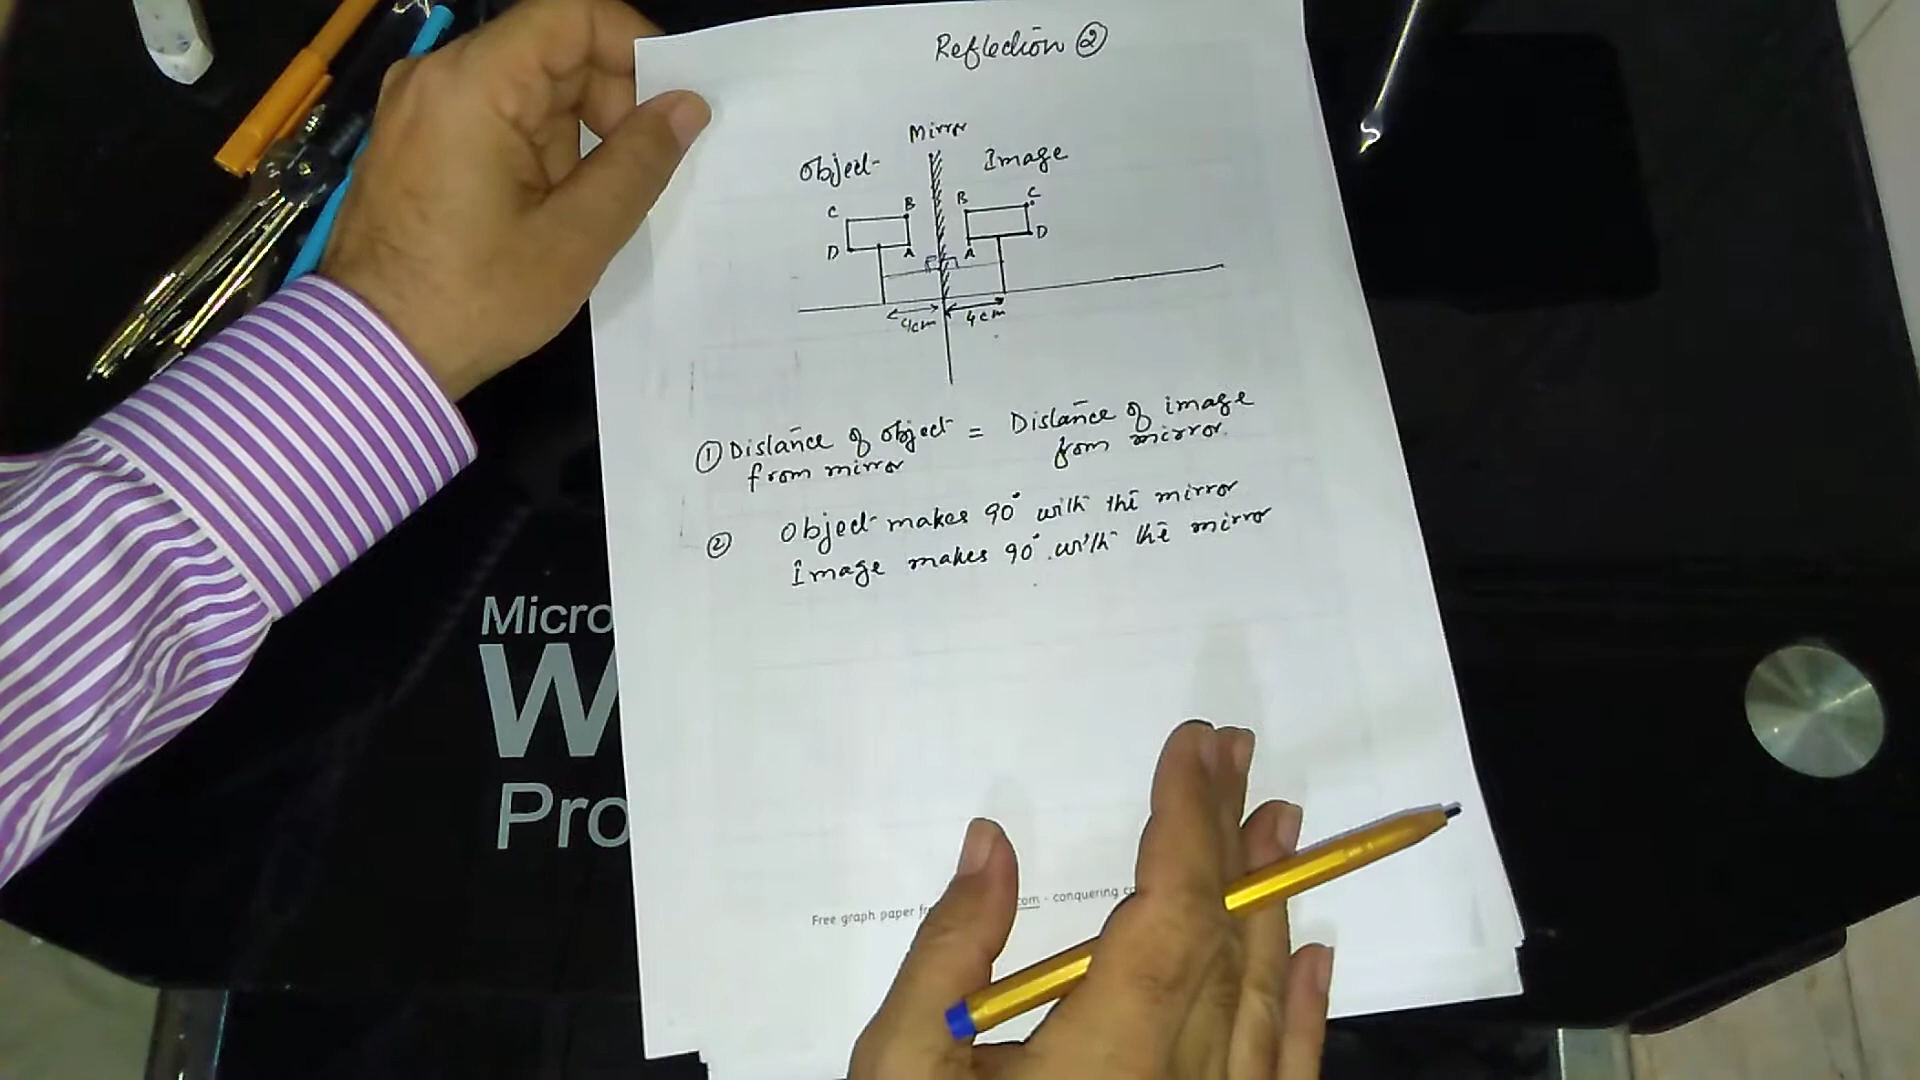 Reflection ②
Mirror
Object
Image
C
B
B
C
D
A
A
D
4cm
4cm
① Distance of object = Distance of image
from mirror
from mirror.
② Object makes 90° with the mirror
Image makes 90° with the mirror
Micro
W
Pro
Free graph paper
com - conquering